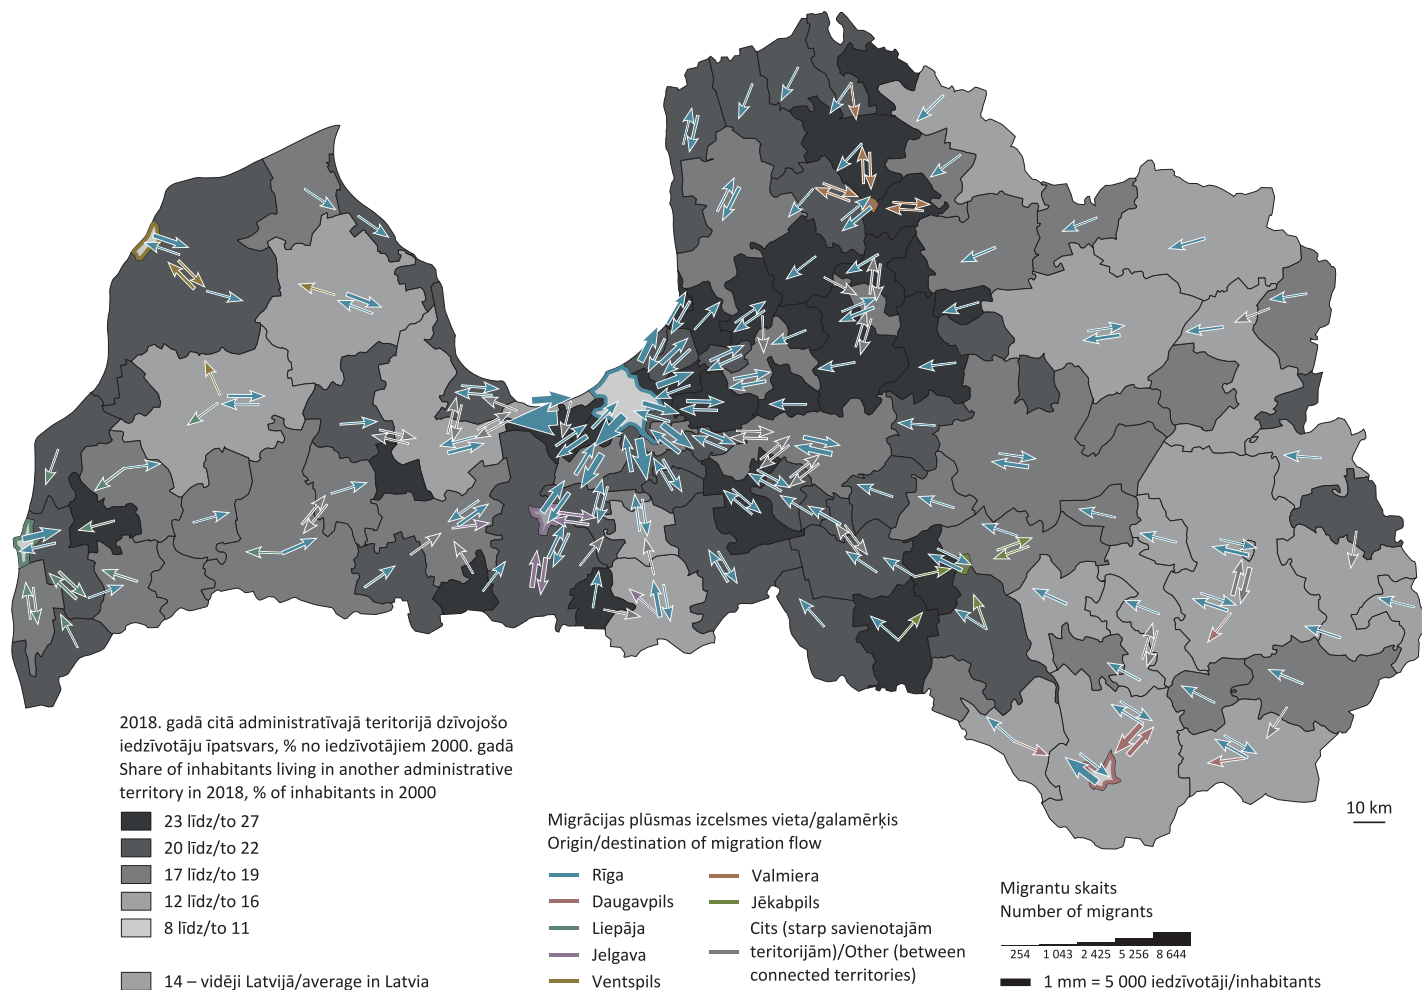 2018. gadā citā administratīvajā teritorijā dzīvojošo
iedzīvotāju īpatsvars, % no iedzīvotājiem 2000. gadā
Share of inhabitants living in another administrative
territory in 2018, % of inhabitants in 2000
23 līdz/to 27
20 līdz/to 22
17 līdz/to 19
12 līdz/to 16
8 līdz/to 11
14 – vidēji Latvijā/average in Latvia
Migrācijas plūsmas izcelsmes vieta/galamērķis
Origin/destination of migration flow
Rīga
Daugavpils
Liepāja
Jelgava
Ventspils
Valmiera
Jēkabpils
Cits (starp savienotajām
teritorijām)/Other (between
connected territories)
10 km
Migrantu skaits
Number of migrants
254 1 043 2 425 5 256 8 644
1 mm = 5 000 iedzīvotāji/inhabitants